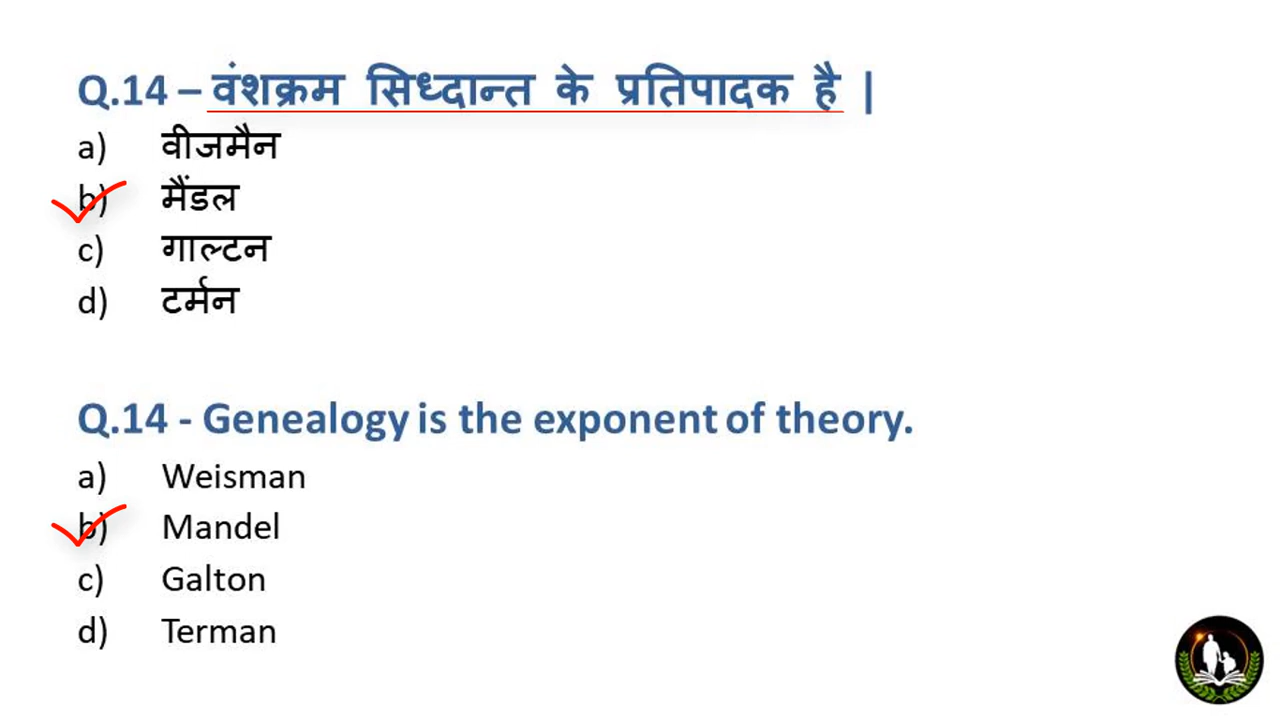 Q.14 – वंशक्रम सिध्दान्त के प्रतिपादक है |
a) वीजमैन
b) मैंडल
c) गाल्टन
d) टर्मन
Q.14 - Genealogy is the exponent of theory.
a) Weisman
b) Mandel
c) Galton
d) Terman